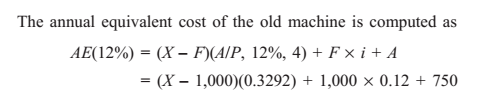 The annual equivalent cost of the old machine is computed as
AE(12%) = (X – F)(A/P, 12%, 4) + F × i + A
= (X – 1,000)(0.3292) + 1,000 × 0.12 + 750